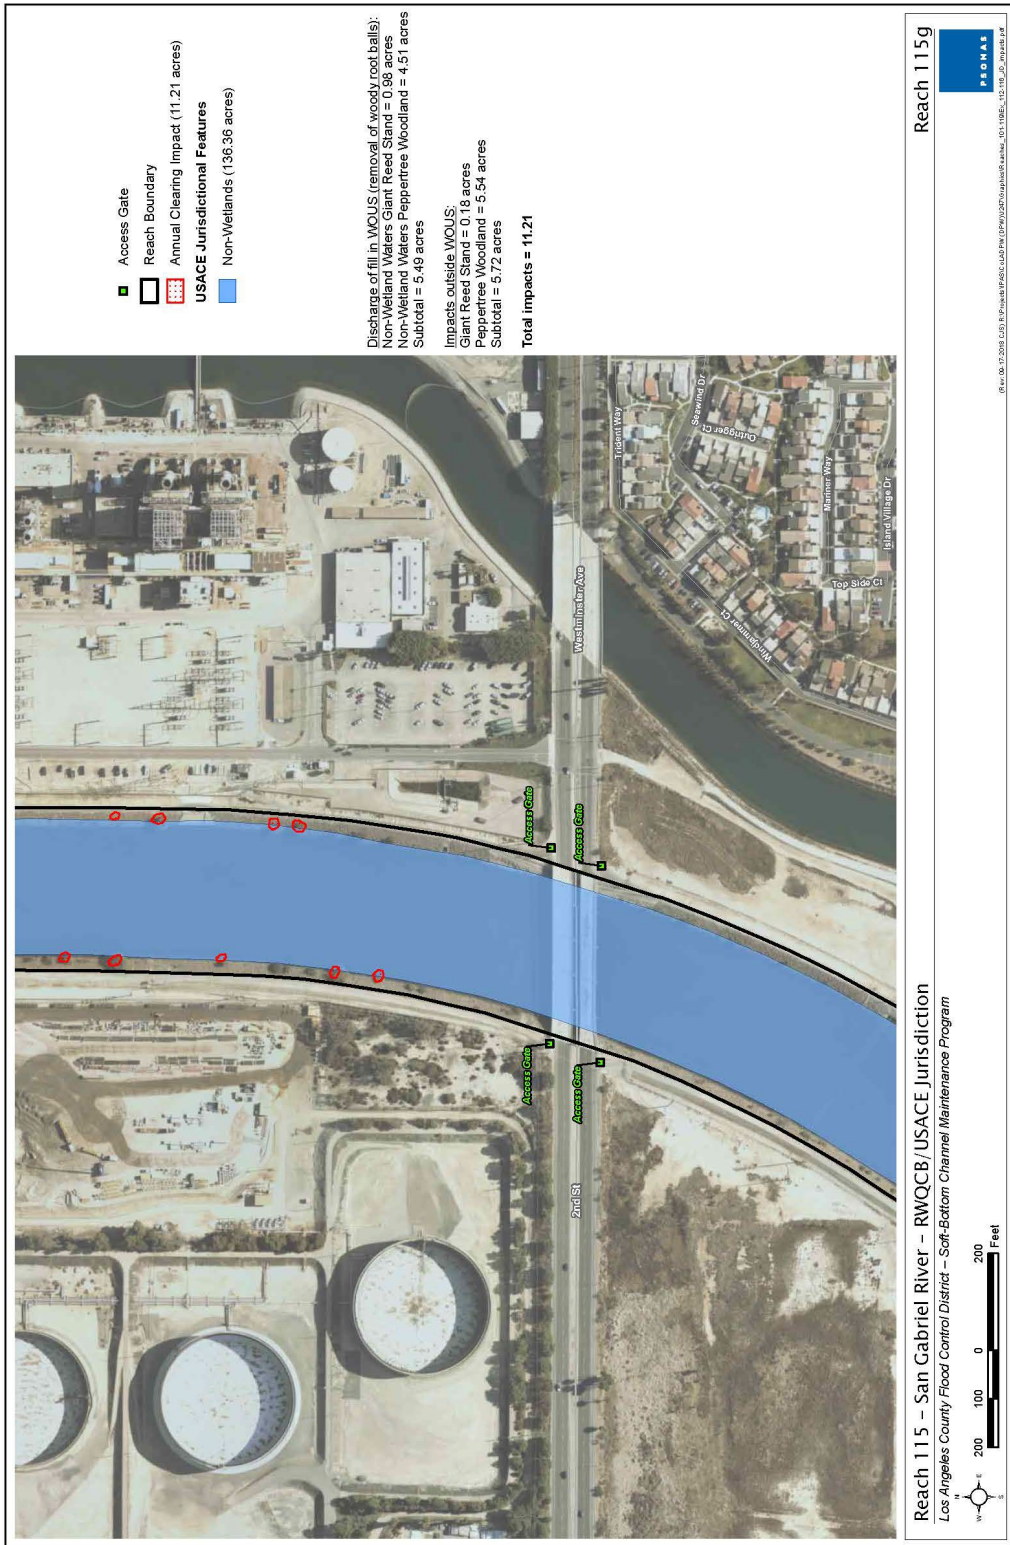 Access Gate
Reach Boundary
Annual Clearing Impact (11.21 acres)
USACE Jurisdictional Features
Non-Wetlands (136.36 acres)
Discharge of fill in WOUS (removal of woody root balls):
Non-Wetland Waters Giant Reed Stand = 0.98 acres
Non-Wetland Waters Peppertree Woodland = 4.51 acres
Subtotal = 5.49 acres
Impacts outside WOUS:
Giant Reed Stand = 0.18 acres
Peppertree Woodland = 5.54 acres
Subtotal = 5.72 acres
Total impacts = 11.21
Access Gate
Access Gate
Access Gate
Access Gate
2nd St
Westminster Ave
Trident Way
Seawind Dr
Outrigger Ct
Windjammer Ct
Mariner Way
Top Side Ct
Island Village Dr
Reach 115 – San Gabriel River – RWQCB/USACE Jurisdiction
Reach 115g
Los Angeles County Flood Control District – Soft-Bottom Channel Maintenance Program
N
W
E
S
200 100 0 200
Feet
PSOMAS